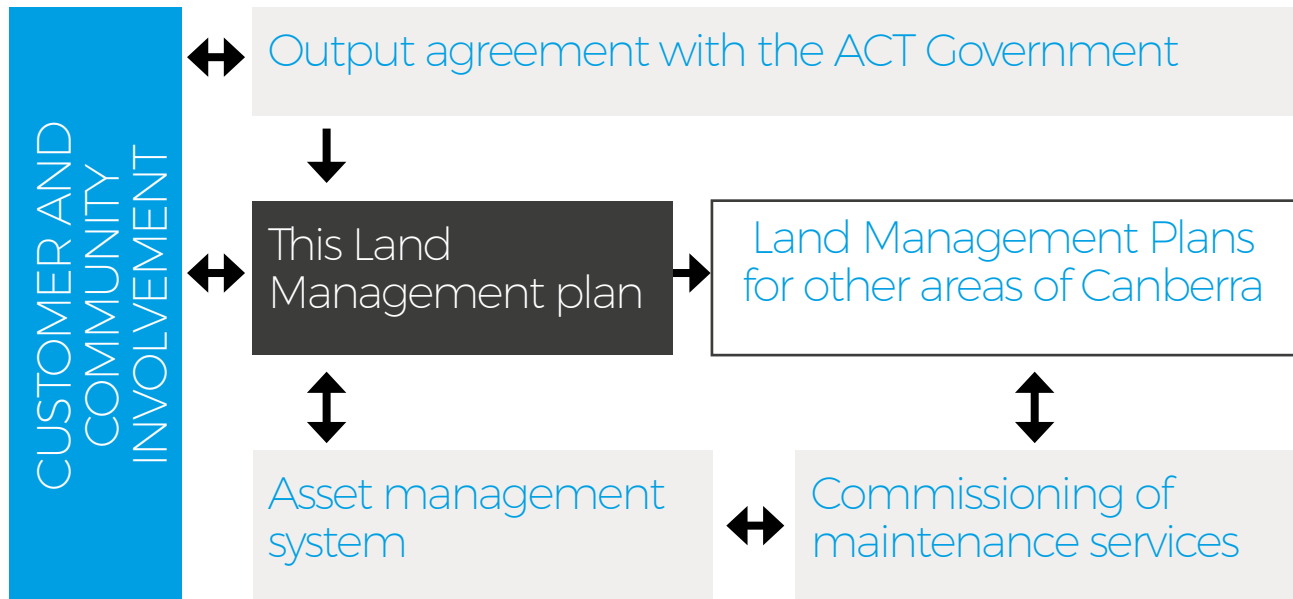 CUSTOMER AND
COMMUNITY
INVOLVEMENT
Output agreement with the ACT Government
This Land
Management plan
Land Management Plans
for other areas of Canberra
Asset management
system
Commissioning of
maintenance services